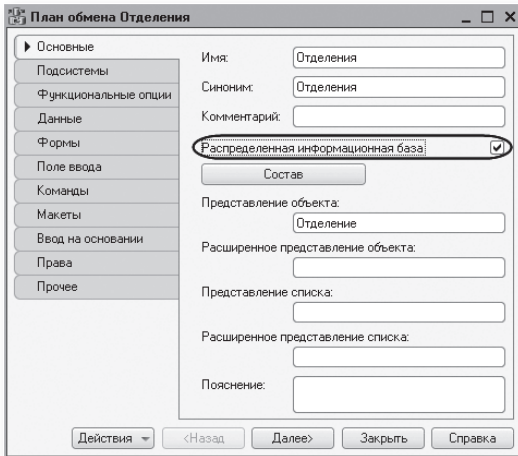 План обмена Отделения
Основные
Подсистемы
Функциональные опции
Данные
Формы
Поле ввода
Команды
Макеты
Ввод на основании
Права
Прочее
Имя: Отделения
Синоним: Отделения
Комментарий:
Распределенная информационная база
Состав
Представление объекта:
Отделение
Расширенное представление объекта:
Представление списка:
Расширенное представление списка:
Пояснение:
Действия <Назад Далее> Закрыть Справка